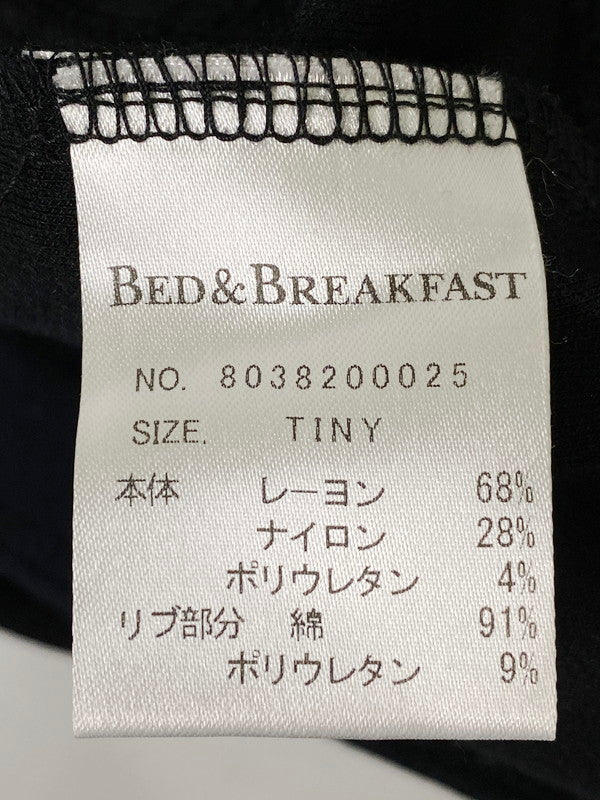 BED&BREAKFAST
NO. 8038200025
SIZE. TINY
本体 レーヨン 68%
ナイロン 28%
ポリウレタン 4%
リブ部分 綿 91%
ポリウレタン 9%